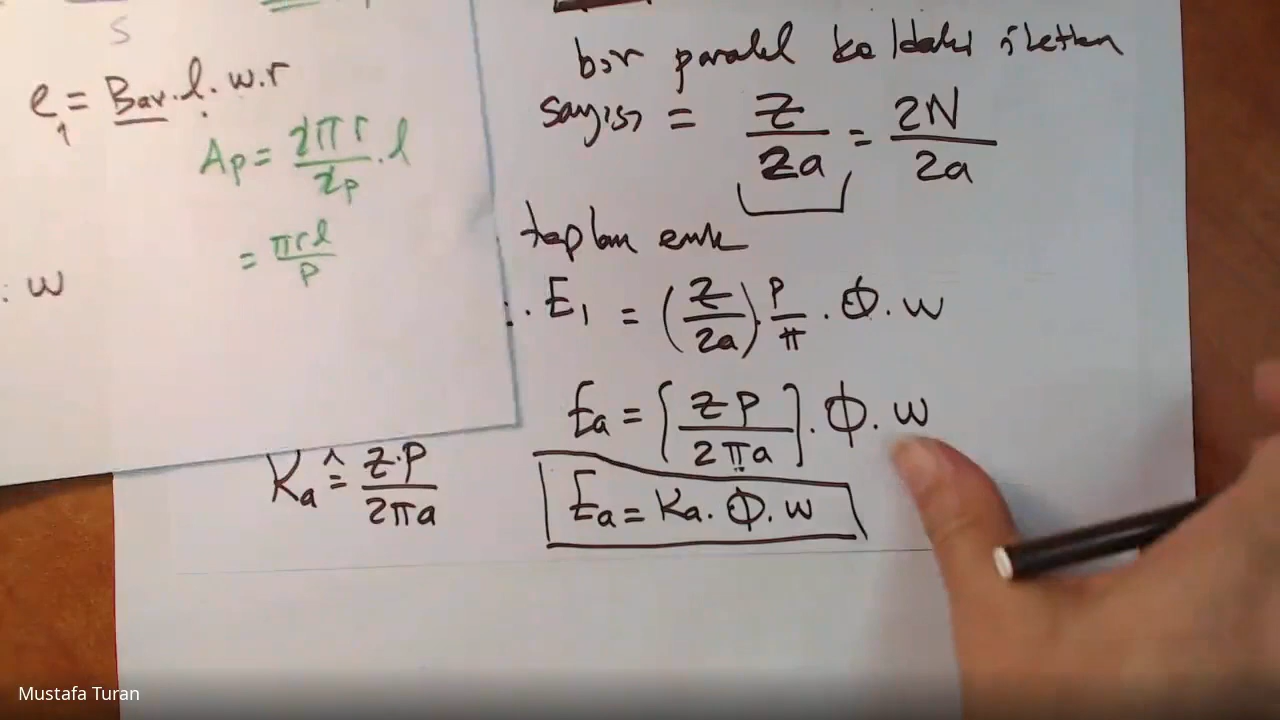 S
e₁ = Bav. l. w. r
Ap = 2πr/2p . l
= πrl/p
: w
bir paralel koldaki iletken
sayısı = Z/2a = 2N/2a
toplam emk
∴ E₁ = (Z/2a) . P/π . Φ. w
Ea = [ZP/2πa] . Φ. w
Ka ≙ Z.P/2πa
Ea = Ka. Φ. w
Mustafa Turan